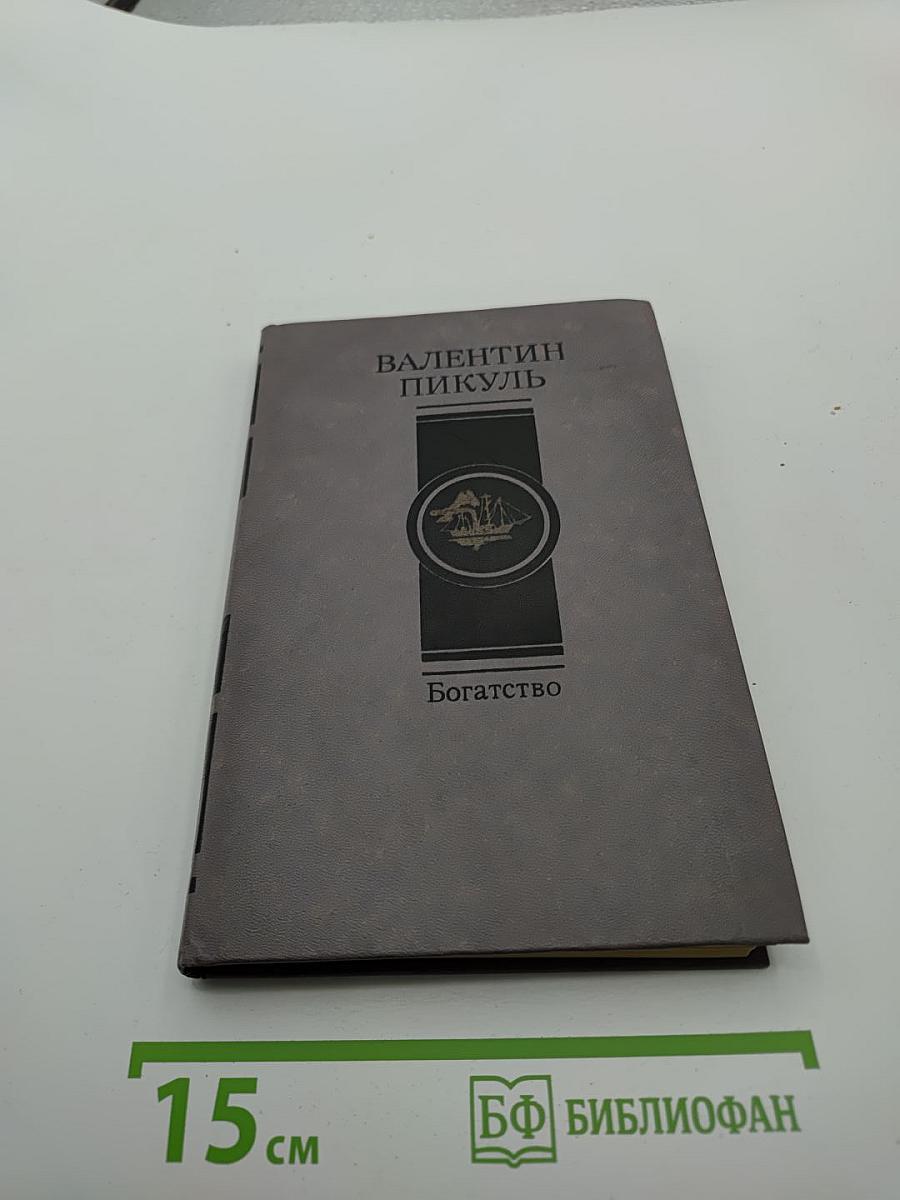 ВАЛЕНТИН
ПИКУЛЬ
Богатство
15 см
БФ БИБЛИОФАН